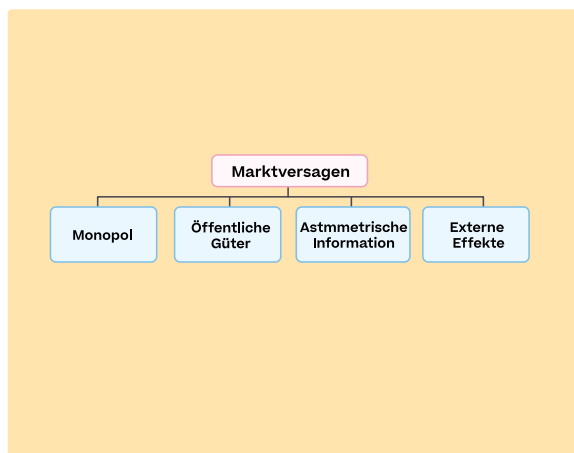 Marktversagen
Monopol
Öffentliche
Güter
Astmmetrische
Information
Externe
Effekte